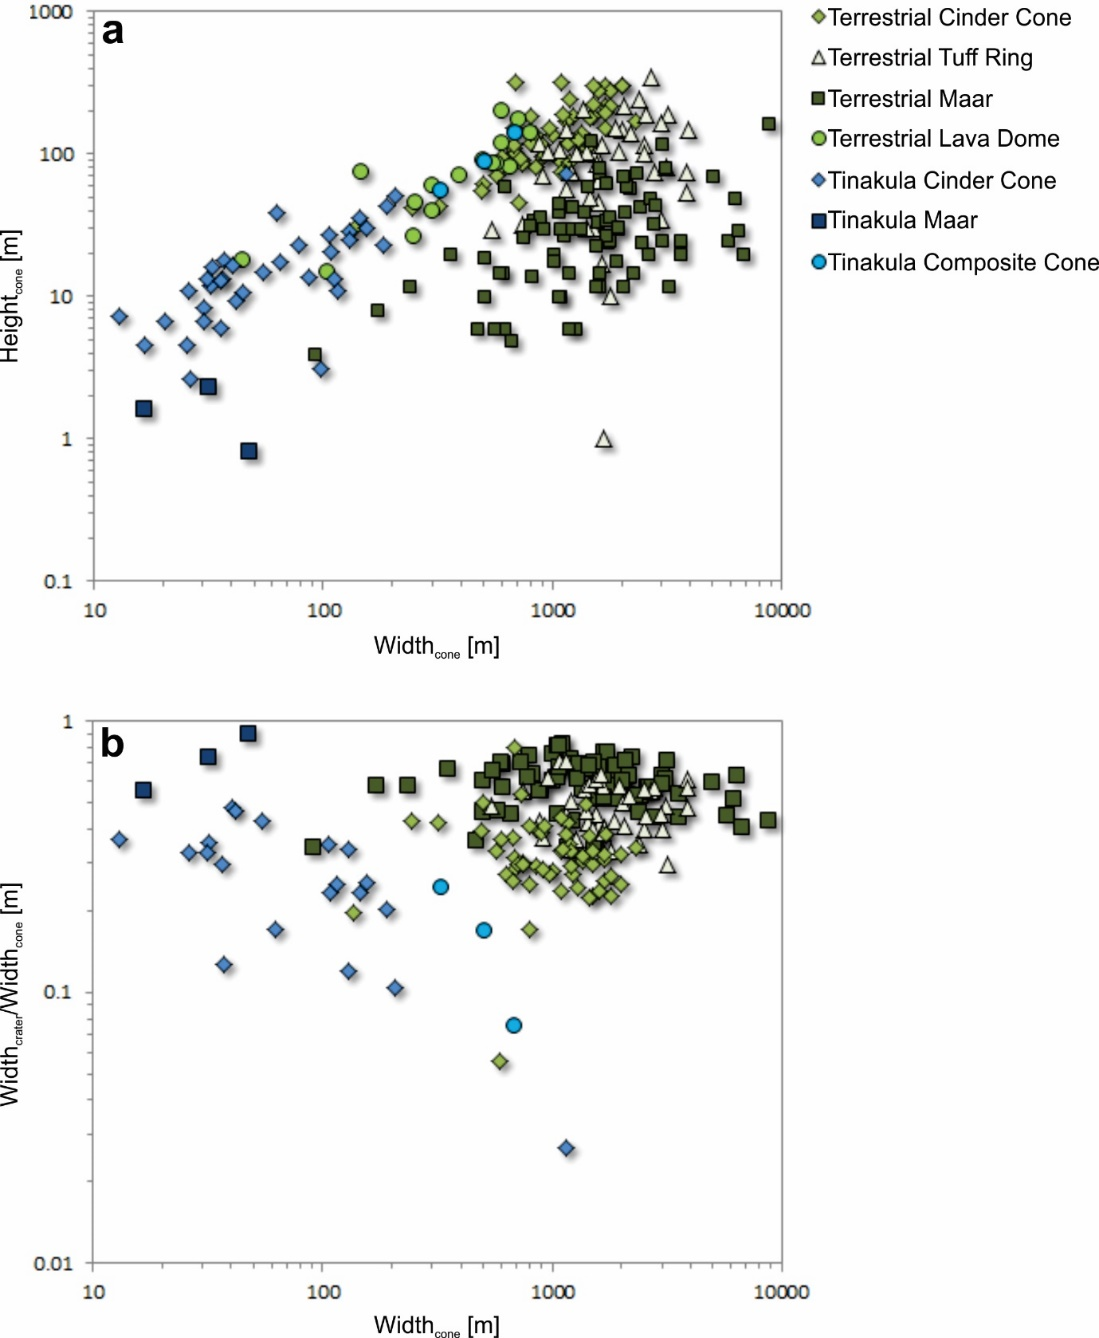 1000
a
100
10
1
0.1
10
100
1000
10000
Height_cone [m]
Width_cone [m]
Terrestrial Cinder Cone
Terrestrial Tuff Ring
Terrestrial Maar
Terrestrial Lava Dome
Tinakula Cinder Cone
Tinakula Maar
Tinakula Composite Cone
1
b
0.1
0.01
10
100
1000
10000
Width_crater/Width_cone [m]
Width_cone [m]